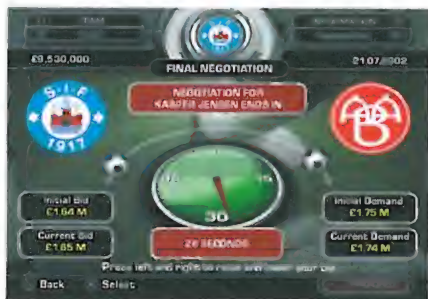 £9,530,000
21.07.2002
FINAL NEGOTIATION
NEGOTIATION FOR
KASPER JENSEN ENDS IN
S·I·F
1917
AaB
30
Initial Bid
£1.64 M
Initial Demand
£1.75 M
Current Bid
£1.65 M
Current Demand
£1.74 M
SECONDS
Press left and right to raise and lower your bid
Back
Select